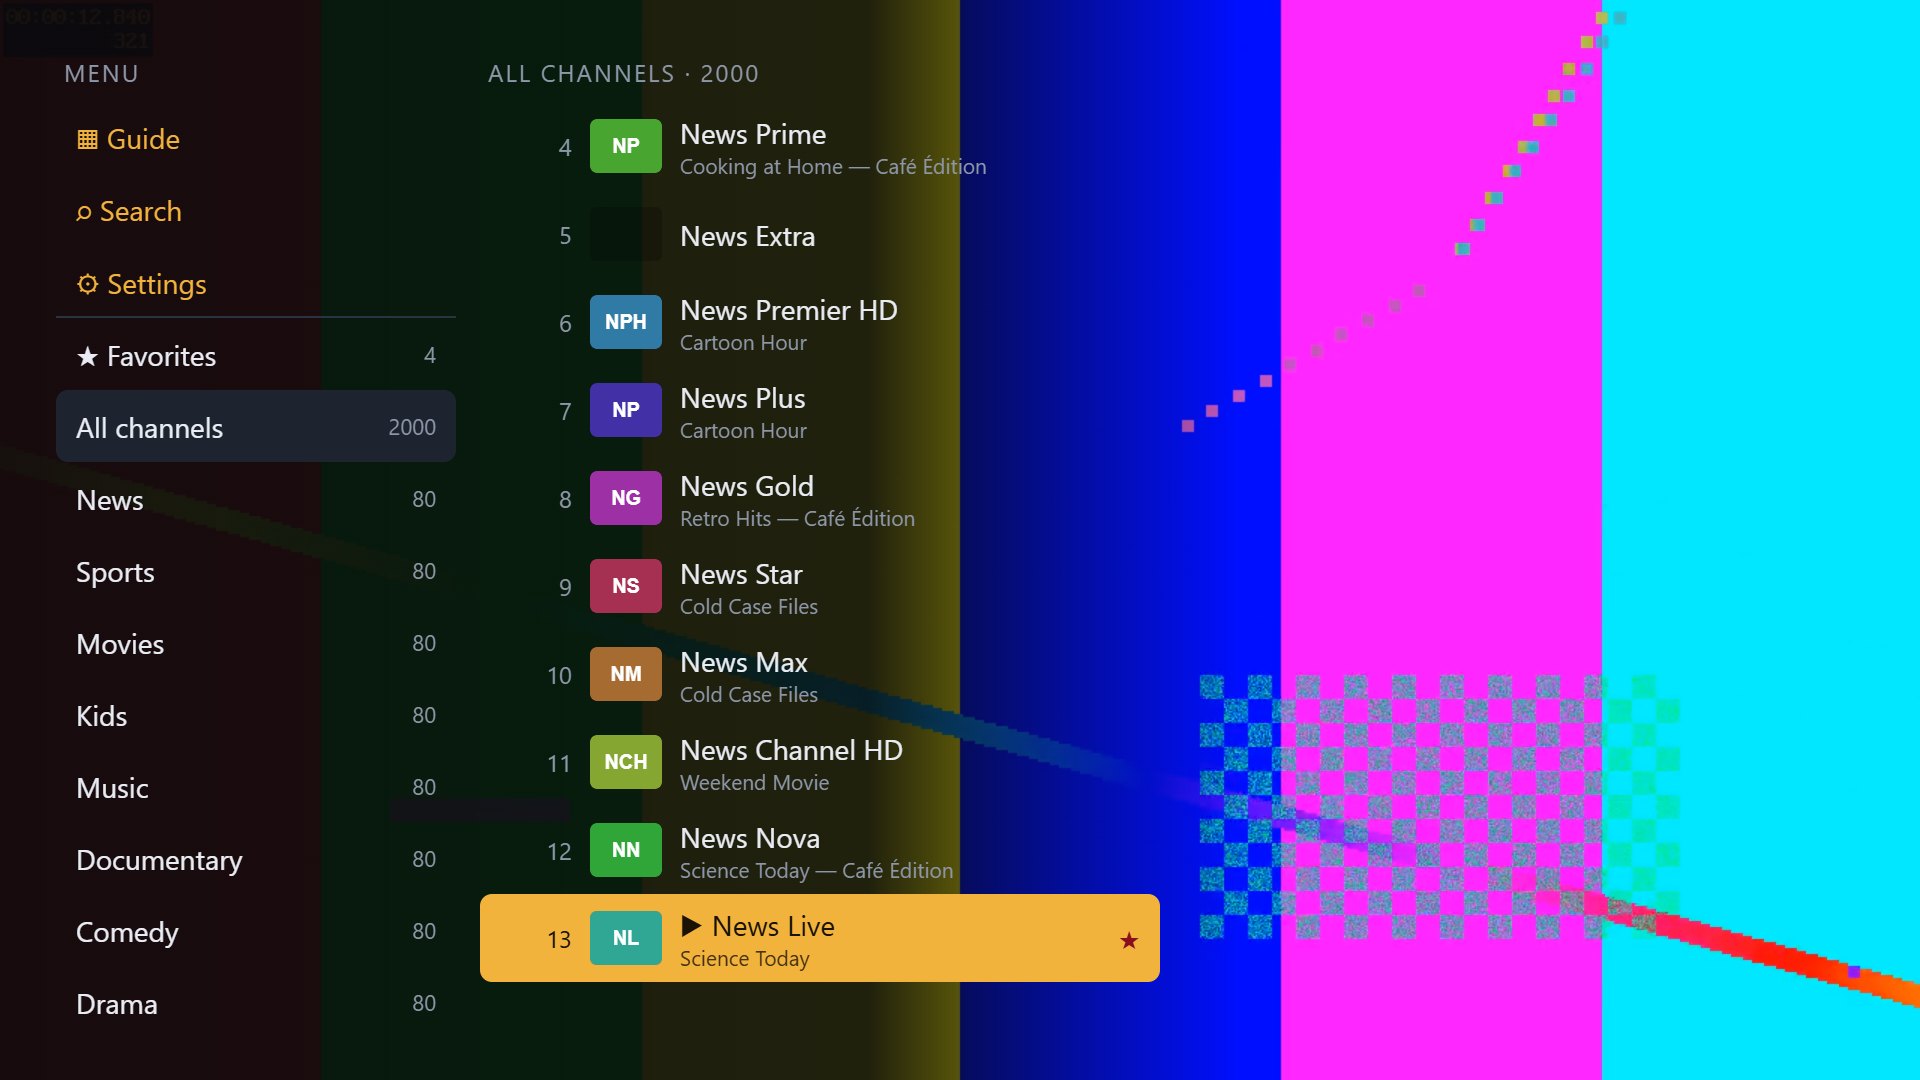 00:00:12.840
321
MENU
▦ Guide
⌕ Search
⚙ Settings
★ Favorites 4
All channels 2000
News 80
Sports 80
Movies 80
Kids 80
Music 80
Documentary 80
Comedy 80
Drama 80
ALL CHANNELS · 2000
4 NP News Prime
Cooking at Home — Café Édition
5 News Extra
6 NPH News Premier HD
Cartoon Hour
7 NP News Plus
Cartoon Hour
8 NG News Gold
Retro Hits — Café Édition
9 NS News Star
Cold Case Files
10 NM News Max
Cold Case Files
11 NCH News Channel HD
Weekend Movie
12 NN News Nova
Science Today — Café Édition
13 NL ▶ News Live ★
Science Today